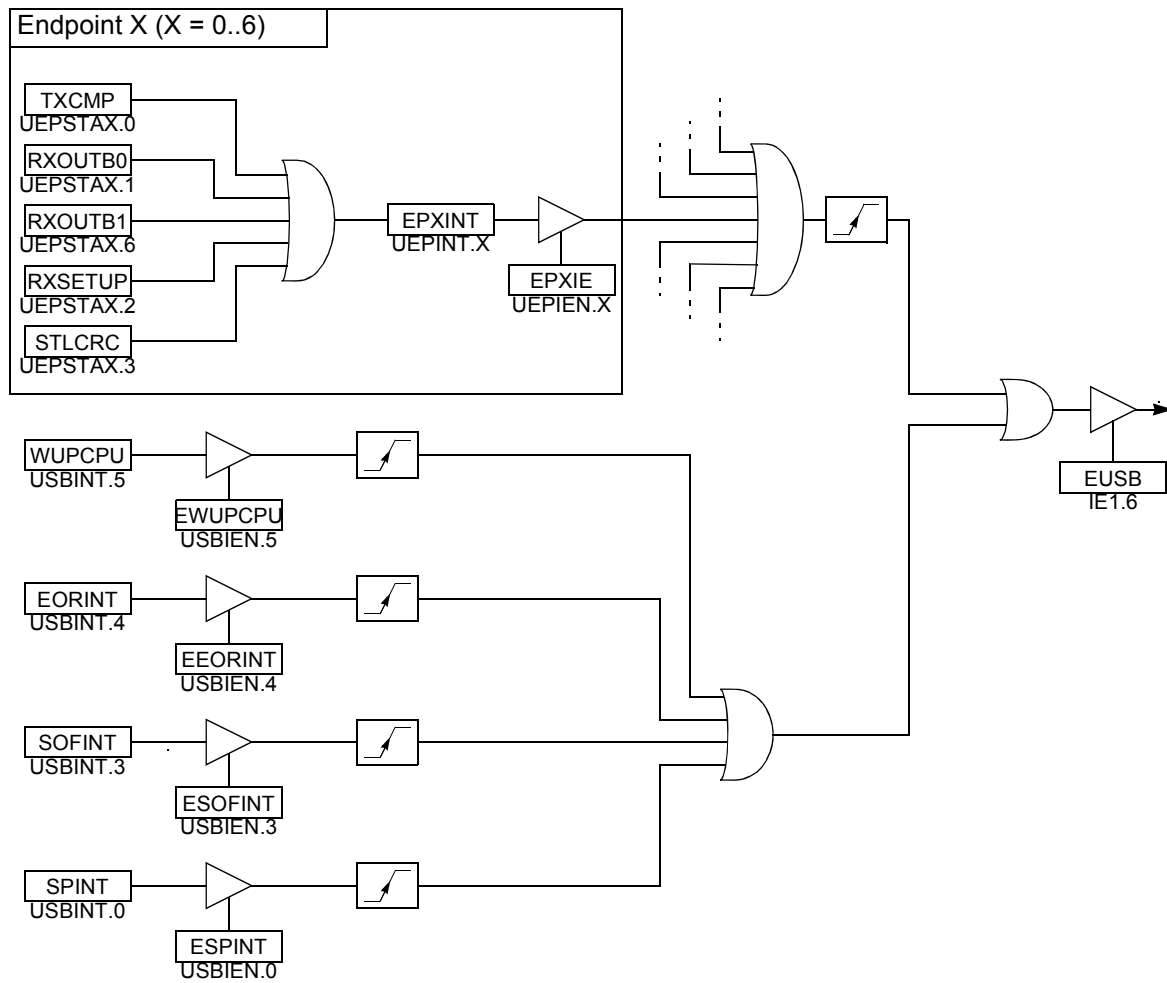 Endpoint X (X = 0..6)
TXCMP
UEPSTAX.0
RXOUTB0
UEPSTAX.1
RXOUTB1
UEPSTAX.6
RXSETUP
UEPSTAX.2
STLCRC
UEPSTAX.3
EPXINT
UEPINT.X
EPXIE
UEPIEN.X
WUPCPU
USBINT.5
EWUPCPU
USBIEN.5
EUSB
IE1.6
EORINT
USBINT.4
EEORINT
USBIEN.4
SOFINT
USBINT.3
ESOFINT
USBIEN.3
SPINT
USBINT.0
ESPINT
USBIEN.0